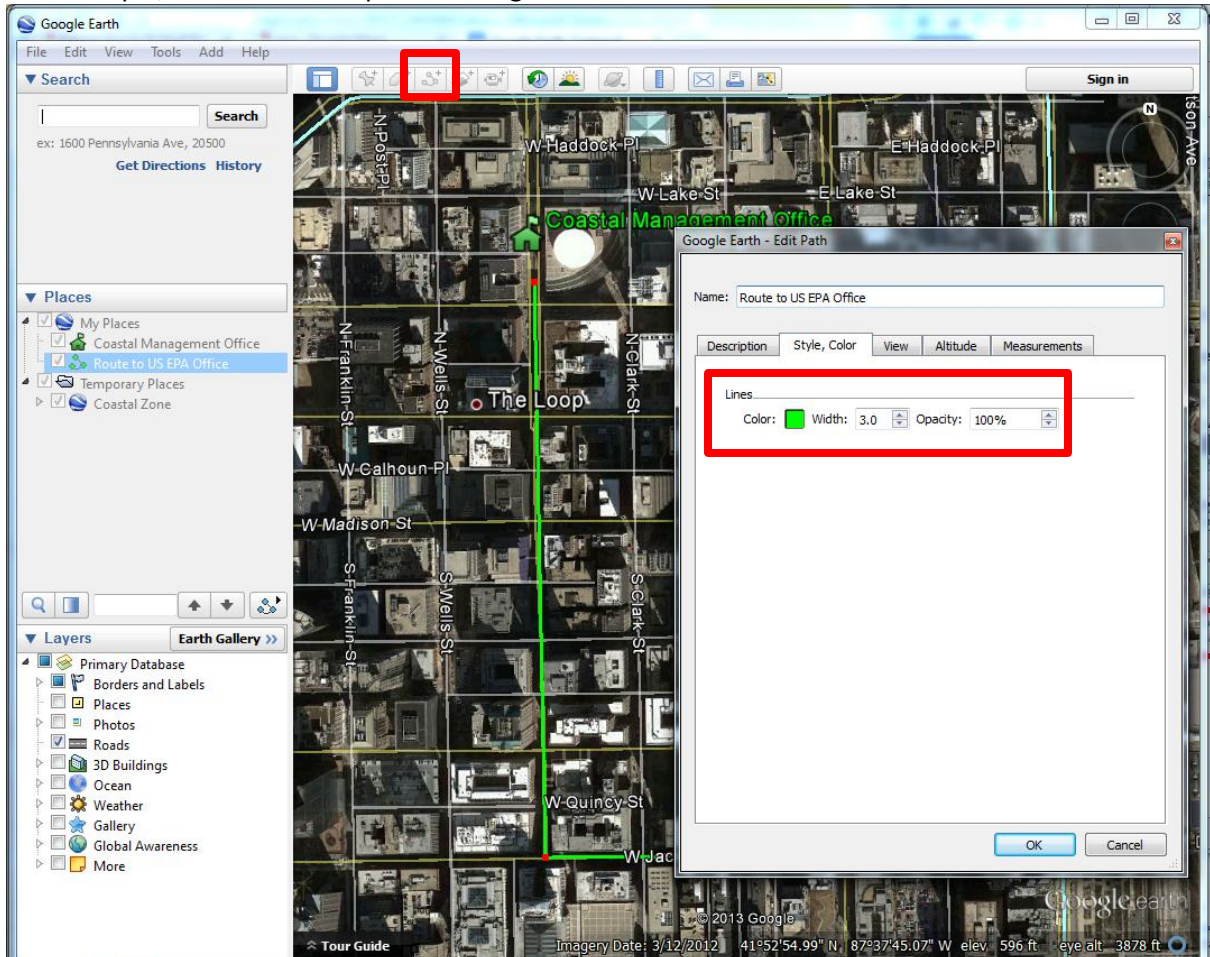 Google Earth
File Edit View Tools Add Help
Search
Sign in
Search
ex: 1600 Pennsylvania Ave, 20500
Get Directions History
Places
My Places
Coastal Management Office
Route to US EPA Office
Temporary Places
Coastal Zone
Layers
Earth Gallery >>
Primary Database
Borders and Labels
Places
Photos
Roads
3D Buildings
Ocean
Weather
Gallery
Global Awareness
More
N
N-Post-Pl
W-Haddock-Pl
E-Haddock-Pl
W-Lake-St
E-Lake-St
Coastal Management Office
N-Franklin-St
N-Wells-St
N-Clark-St
The Loop
W-Calhoun-Pl
W-Madison-St
S-Franklin-St
S-Wells-St
S-Clark-St
W-Quincy-St
Google Earth - Edit Path
Name: Route to US EPA Office
Description Style, Color View Altitude Measurements
Lines
Color: Width: 3.0 Opacity: 100%
OK Cancel
© 2013 Google
Google earth
Tour Guide
Imagery Date: 3/12/2012 41°52'54.99" N 87°37'45.07" W elev 596 ft eye alt 3878 ft